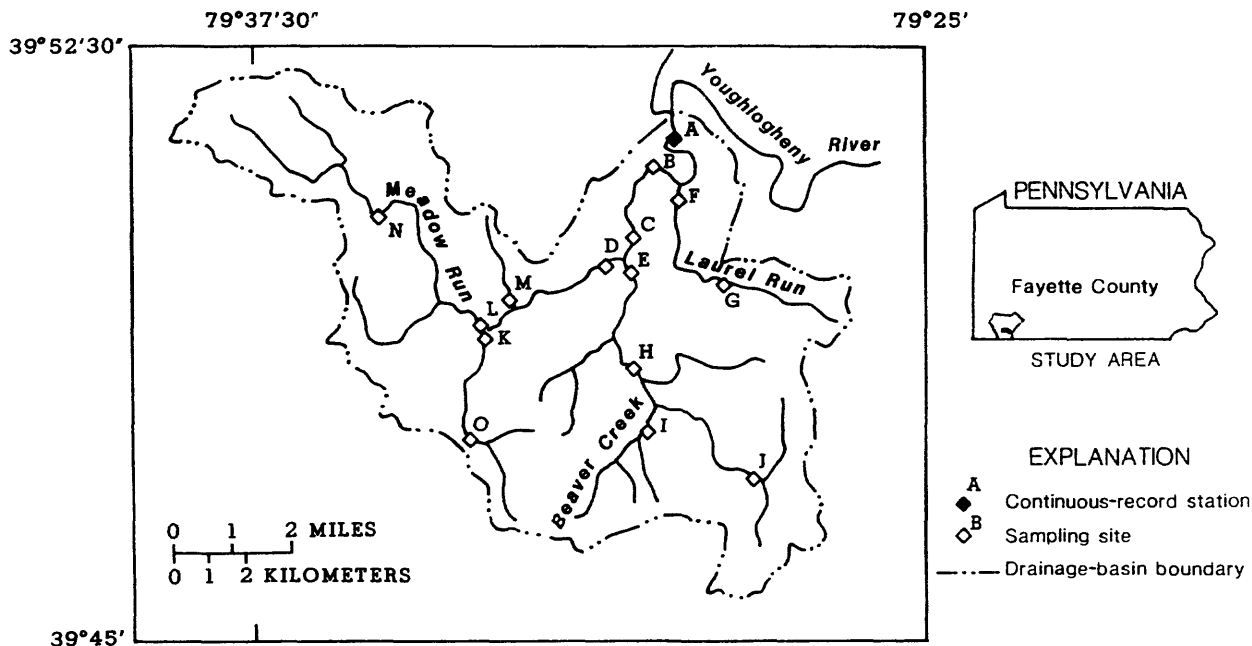 79°37'30"
79°25'
39°52'30"
Youghlogheny
River
A
B
F
Meadow Run
N
C
D
E
Laurel Run
G
M
L
K
H
O
Beaver Creek
I
J
0 1 2 MILES
0 1 2 KILOMETERS
39°45'
PENNSYLVANIA
Fayette County
STUDY AREA
EXPLANATION
A
Continuous-record station
B
Sampling site
Drainage-basin boundary